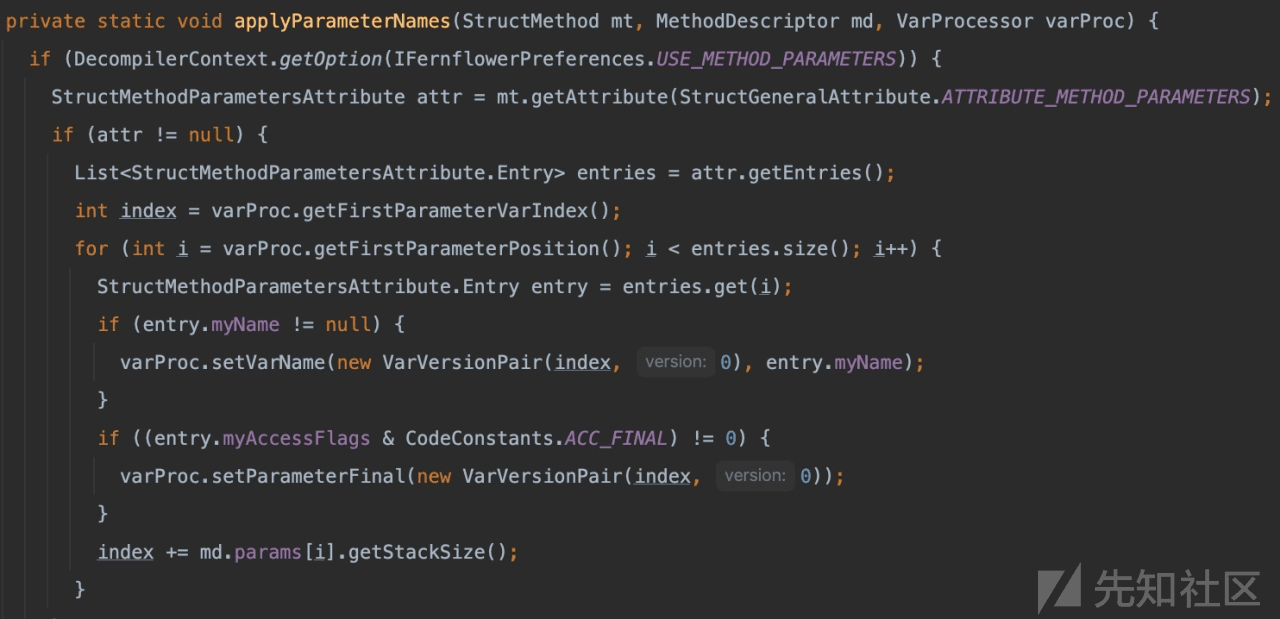 private static void applyParameterNames(StructMethod mt, MethodDescriptor md, VarProcessor varProc) {
if (DecompilerContext.getOption(IFernflowerPreferences.USE_METHOD_PARAMETERS)) {
StructMethodParametersAttribute attr = mt.getAttribute(StructGeneralAttribute.ATTRIBUTE_METHOD_PARAMETERS);
if (attr != null) {
List<StructMethodParametersAttribute.Entry> entries = attr.getEntries();
int index = varProc.getFirstParameterVarIndex();
for (int i = varProc.getFirstParameterPosition(); i < entries.size(); i++) {
StructMethodParametersAttribute.Entry entry = entries.get(i);
if (entry.myName != null) {
varProc.setVarName(new VarVersionPair(index, version: 0), entry.myName);
}
if ((entry.myAccessFlags & CodeConstants.ACC_FINAL) != 0) {
varProc.setParameterFinal(new VarVersionPair(index, version: 0));
}
index += md.params[i].getStackSize();
}
先知社区